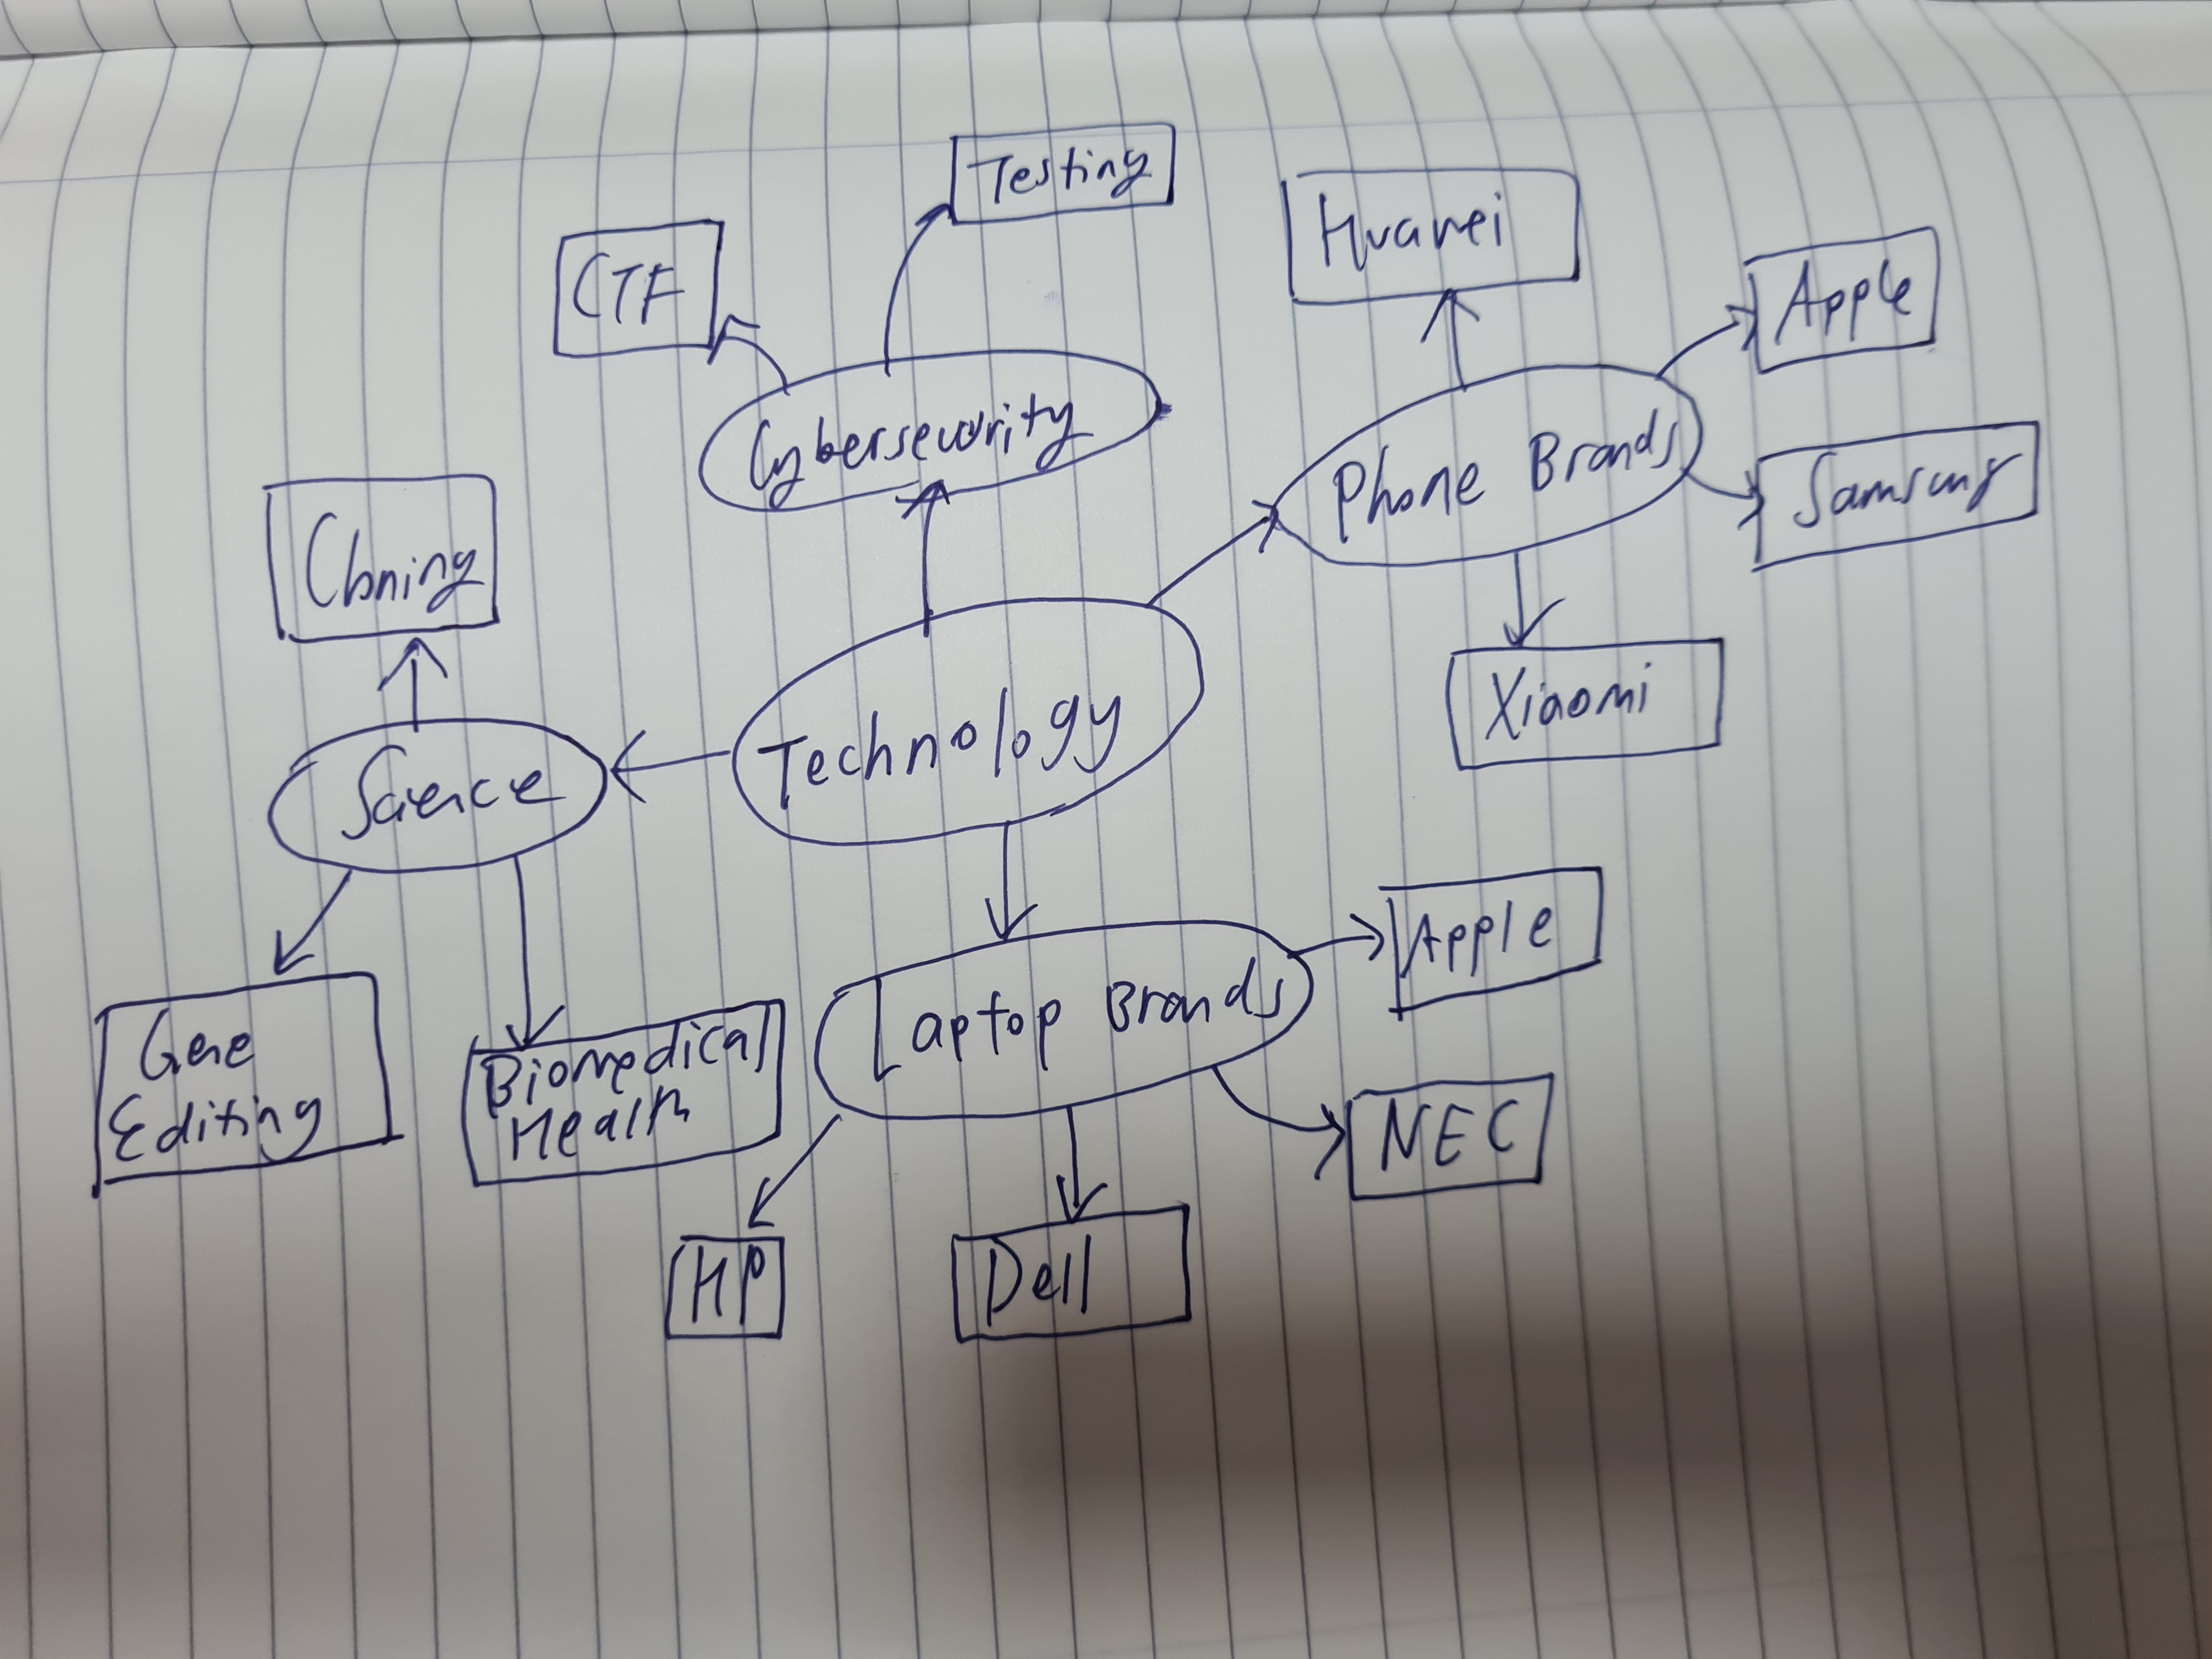 Testing
Huawei
CTF
Apple
Cybersecurity
Phone Brands
Samsung
Cloning
Xiaomi
Technology
Science
Apple
Laptop Brands
Gene
Editing
Biomedical
Health
NEC
HP
Dell